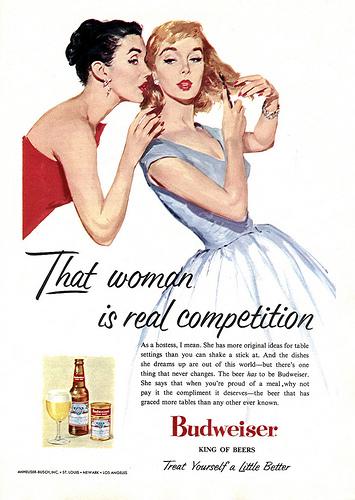 That woman
is real competition
As a hostess, I mean. She has more original ideas for table
settings than you can shake a stick at. And the dishes
she dreams up are out of this world—but there's one
thing that never changes. The beer has to be Budweiser.
She says that when you're proud of a meal, why not
pay it the compliment it deserves—the beer that has
graced more tables than any other ever known.
Budweiser
KING OF BEERS
Treat Yourself a Little Better
ANHEUSER-BUSCH, INC. • ST. LOUIS • NEWARK • LOS ANGELES